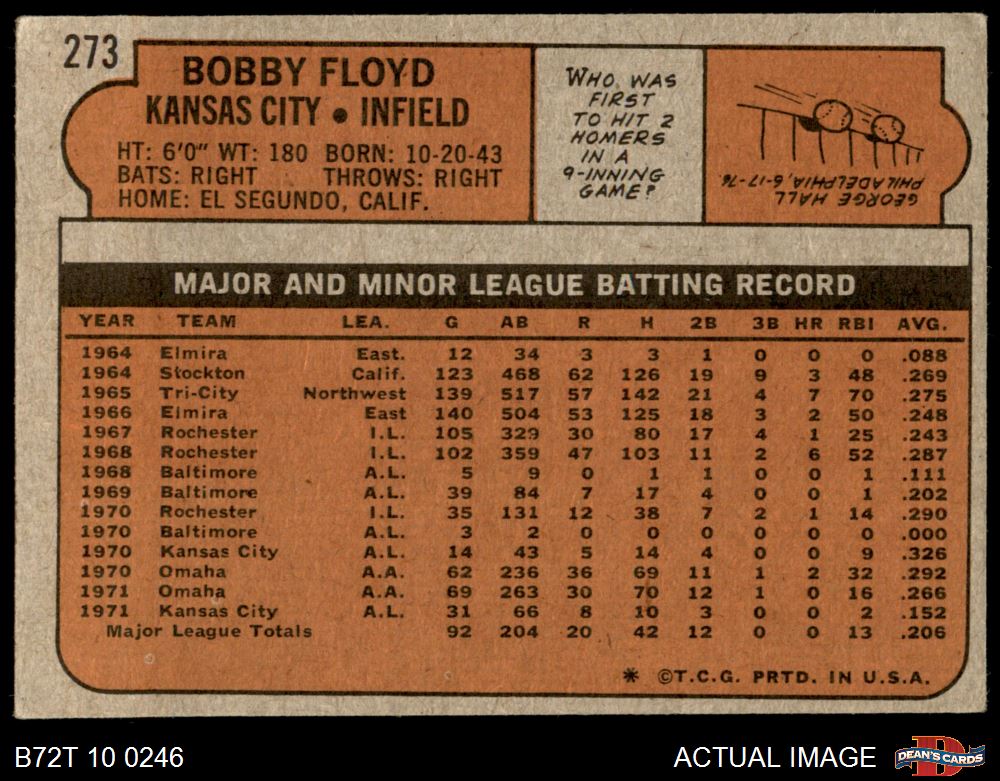 273
BOBBY FLOYD
KANSAS CITY • INFIELD
HT: 6'0" WT: 180 BORN: 10-20-43
BATS: RIGHT THROWS: RIGHT
HOME: EL SEGUNDO, CALIF.
WHO WAS
FIRST
TO HIT 2
HOMERS
IN A
9-INNING
GAME?
GEORGE HALL
PHILADELPHIA, 6-17-76
MAJOR AND MINOR LEAGUE BATTING RECORD
YEAR TEAM LEA. G AB R H 2B 3B HR RBI AVG.
1964 Elmira East. 12 34 3 3 1 0 0 0 .088
1964 Stockton Calif. 123 468 62 126 19 9 3 48 .269
1965 Tri-City Northwest 139 517 57 142 21 4 7 70 .275
1966 Elmira East 140 504 53 125 18 3 2 50 .248
1967 Rochester I.L. 105 329 30 80 17 4 1 25 .243
1968 Rochester I.L. 102 359 47 103 11 2 6 52 .287
1968 Baltimore A.L. 5 9 0 1 1 0 0 1 .111
1969 Baltimore A.L. 39 84 7 17 4 0 0 1 .202
1970 Rochester I.L. 35 131 12 38 7 2 1 14 .290
1970 Baltimore A.L. 3 2 0 0 0 0 0 0 .000
1970 Kansas City A.L. 14 43 5 14 4 0 0 9 .326
1970 Omaha A.A. 62 236 36 69 11 1 2 32 .292
1971 Omaha A.A. 69 263 30 70 12 1 0 16 .266
1971 Kansas City A.L. 31 66 8 10 3 0 0 2 .152
Major League Totals 92 204 20 42 12 0 0 13 .206
* ©T.C.G. PRTD. IN U.S.A.
B72T 10 0246
ACTUAL IMAGE
D
DEAN'S CARDS